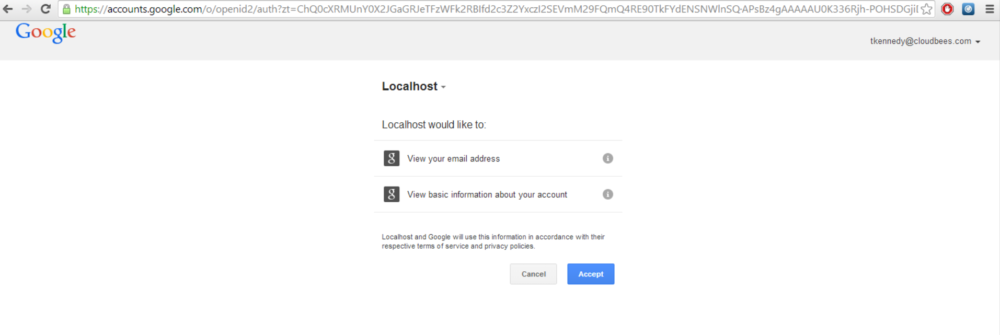 https://accounts.google.com/o/openid2/auth?zt=ChQ0cXRMUnY0X2JGaGRJeTFzWFk2RBIfd2c3Z2YxczI2SEVmM29FQmQ4RE90TkFYdENSNWlnSQ∙APsBz4gAAAAAU0K336Rjh-POHSDGjiI
Google
tkennedy@cloudbees.com
Localhost
Localhost would like to:
View your email address
View basic information about your account
Localhost and Google will use this information in accordance with their
respective terms of service and privacy policies.
Cancel Accept